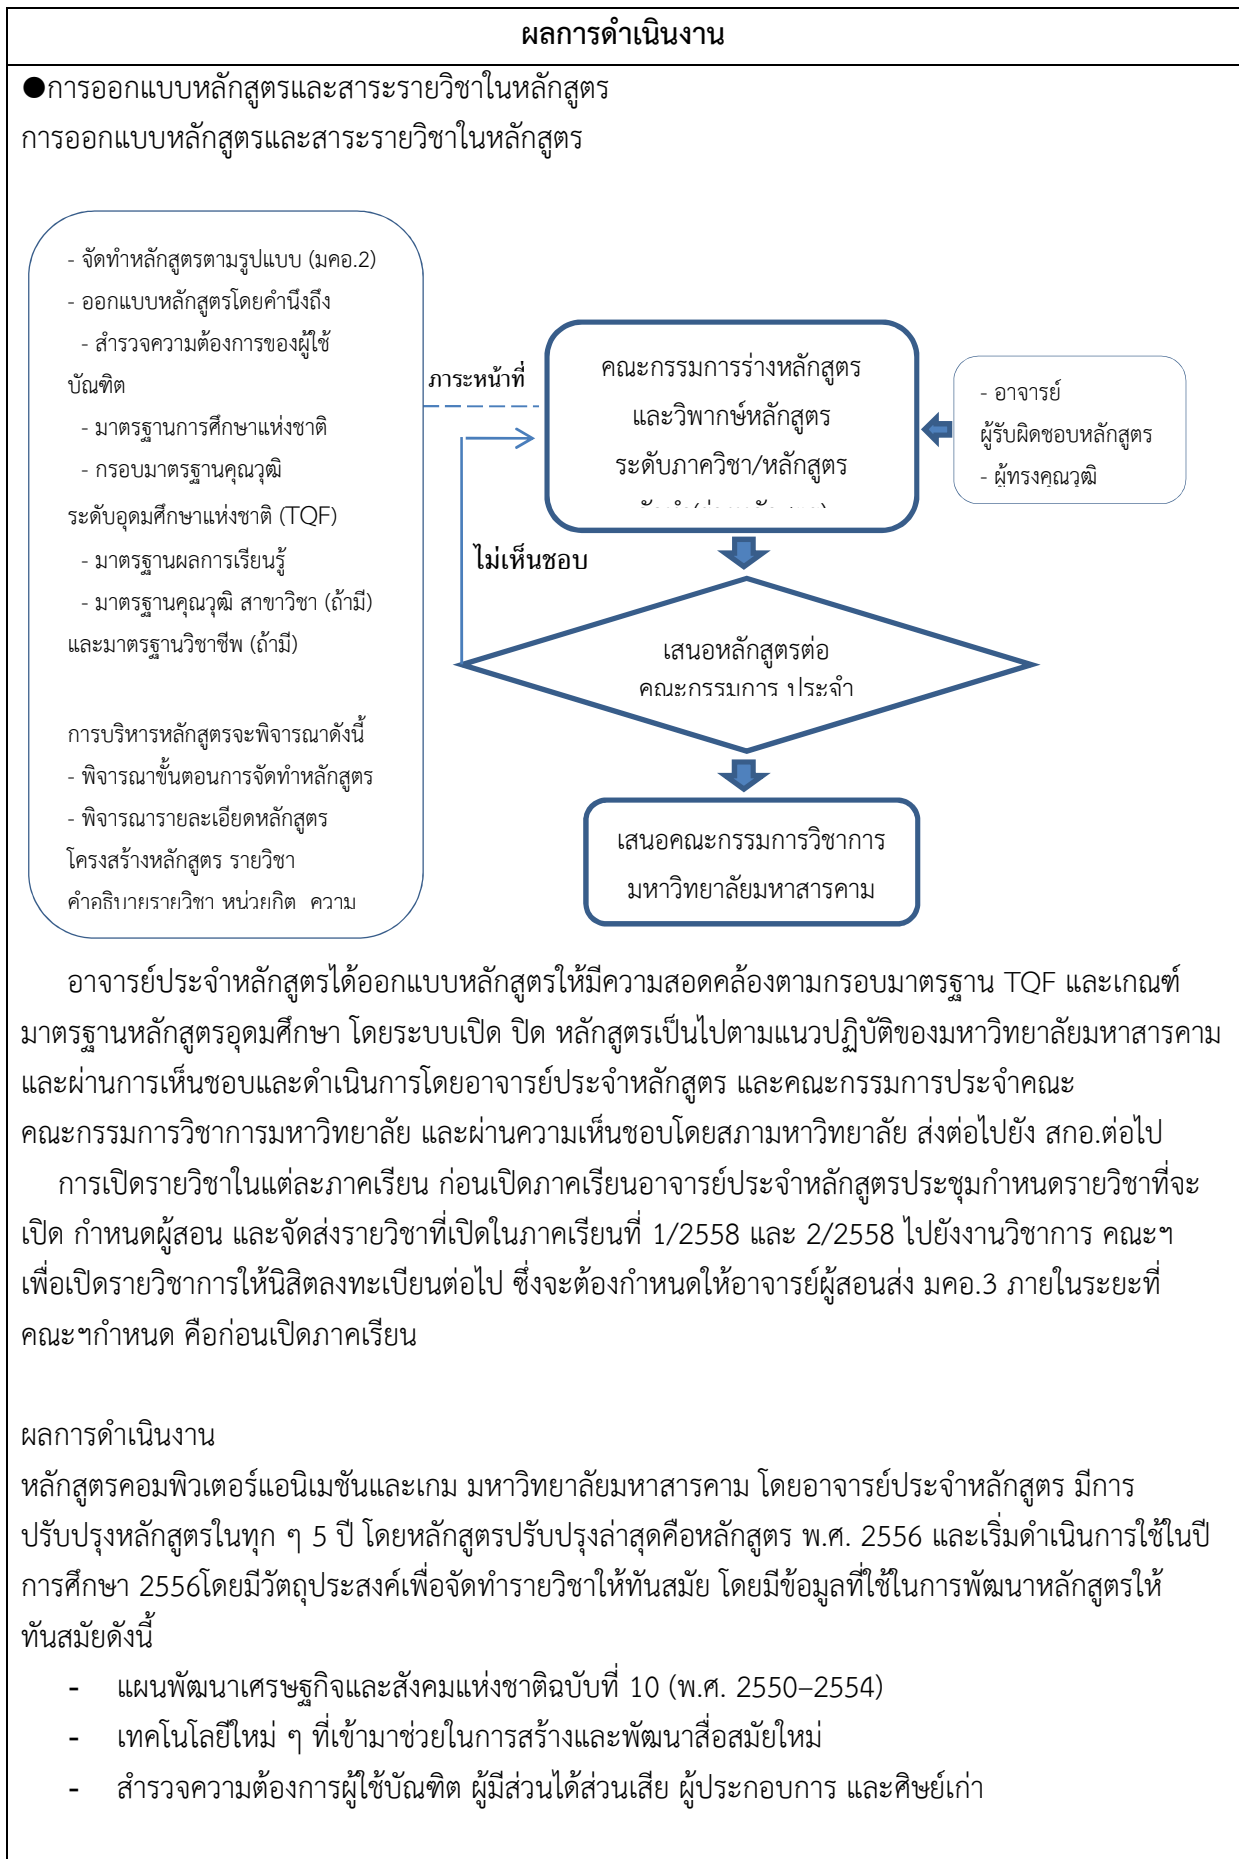 ผลการดำเนินงาน
●การออกแบบหลักสูตรและสาระรายวิชาในหลักสูตร
การออกแบบหลักสูตรและสาระรายวิชาในหลักสูตร
- จัดทำหลักสูตรตามรูปแบบ (มคอ.2)
- ออกแบบหลักสูตรโดยคำนึงถึง
- สำรวจความต้องการของผู้ใช้
บัณฑิต
- มาตรฐานการศึกษาแห่งชาติ
- กรอบมาตรฐานคุณวุฒิ
ระดับอุดมศึกษาแห่งชาติ (TQF)
- มาตรฐานผลการเรียนรู้
- มาตรฐานคุณวุฒิ สาขาวิชา (ถ้ามี)
และมาตรฐานวิชาชีพ (ถ้ามี)
การบริหารหลักสูตรจะพิจารณาดังนี้
- พิจารณาขั้นตอนการจัดทำหลักสูตร
- พิจารณารายละเอียดหลักสูตร
โครงสร้างหลักสูตร รายวิชา
คำอธิบายรายวิชา หน่วยกิต ความ
ภาระหน้าที่
คณะกรรมการร่างหลักสูตร
และวิพากษ์หลักสูตร
ระดับภาควิชา/หลักสูตร
- อาจารย์
ผู้รับผิดชอบหลักสูตร
- ผู้ทรงคุณวุฒิ
ไม่เห็นชอบ
เสนอหลักสูตรต่อ
คณะกรรมการ ประจำ
เสนอคณะกรรมการวิชาการ
มหาวิทยาลัยมหาสารคาม
อาจารย์ประจำหลักสูตรได้ออกแบบหลักสูตรให้มีความสอดคล้องตามกรอบมาตรฐาน TQF และเกณฑ์
มาตรฐานหลักสูตรอุดมศึกษา โดยระบบเปิด ปิด หลักสูตรเป็นไปตามแนวปฏิบัติของมหาวิทยาลัยมหาสารคาม
และผ่านการเห็นชอบและดำเนินการโดยอาจารย์ประจำหลักสูตร และคณะกรรมการประจำคณะ
คณะกรรมการวิชาการมหาวิทยาลัย และผ่านความเห็นชอบโดยสภามหาวิทยาลัย ส่งต่อไปยัง สกอ.ต่อไป
การเปิดรายวิชาในแต่ละภาคเรียน ก่อนเปิดภาคเรียนอาจารย์ประจำหลักสูตรประชุมกำหนดรายวิชาที่จะ
เปิด กำหนดผู้สอน และจัดส่งรายวิชาที่เปิดในภาคเรียนที่ 1/2558 และ 2/2558 ไปยังงานวิชาการ คณะฯ
เพื่อเปิดรายวิชาการให้นิสิตลงทะเบียนต่อไป ซึ่งจะต้องกำหนดให้อาจารย์ผู้สอนส่ง มคอ.3 ภายในระยะที่
คณะฯกำหนด คือก่อนเปิดภาคเรียน
ผลการดำเนินงาน
หลักสูตรคอมพิวเตอร์แอนิเมชันและเกม มหาวิทยาลัยมหาสารคาม โดยอาจารย์ประจำหลักสูตร มีการ
ปรับปรุงหลักสูตรในทุก ๆ 5 ปี โดยหลักสูตรปรับปรุงล่าสุดคือหลักสูตร พ.ศ. 2556 และเริ่มดำเนินการใช้ในปี
การศึกษา 2556โดยมีวัตถุประสงค์เพื่อจัดทำรายวิชาให้ทันสมัย โดยมีข้อมูลที่ใช้ในการพัฒนาหลักสูตรให้
ทันสมัยดังนี้
- แผนพัฒนาเศรษฐกิจและสังคมแห่งชาติฉบับที่ 10 (พ.ศ. 2550–2554)
- เทคโนโลยีใหม่ ๆ ที่เข้ามาช่วยในการสร้างและพัฒนาสื่อสมัยใหม่
- สำรวจความต้องการผู้ใช้บัณฑิต ผู้มีส่วนได้ส่วนเสีย ผู้ประกอบการ และศิษย์เก่า